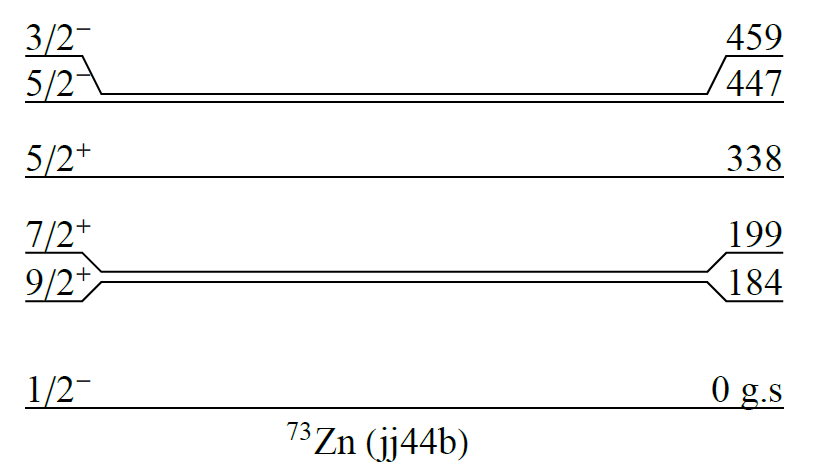 3/2⁻ 459
5/2⁻ 447
5/2⁺ 338
7/2⁺ 199
9/2⁺ 184
1/2⁻ 0 g.s
⁷³Zn (jj44b)